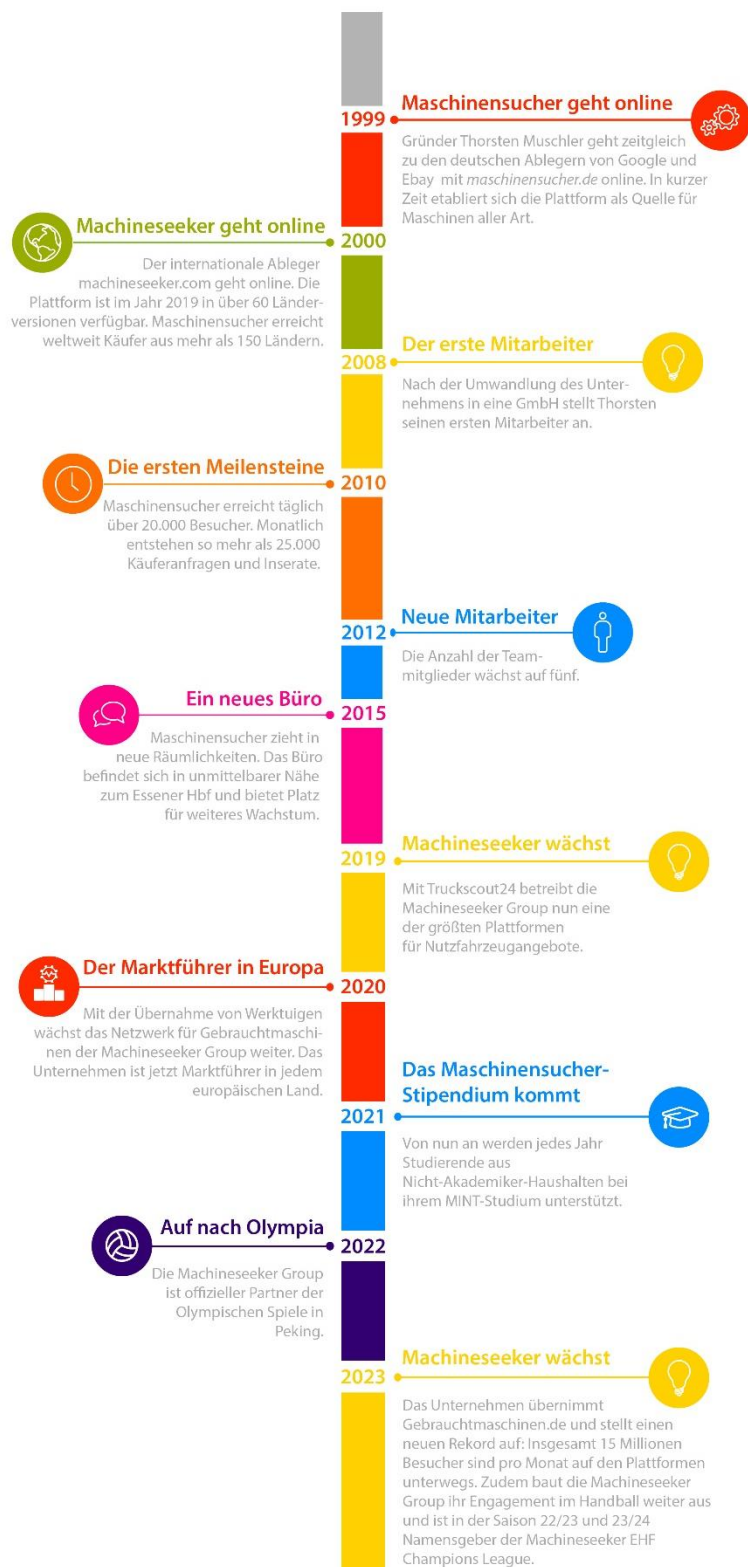 Maschinensucher geht online
1999
Gründer Thorsten Muschler geht zeitgleich
zu den deutschen Ablegern von Google und
Ebay mit maschinensucher.de online. In kurzer
Zeit etabliert sich die Plattform als Quelle für
Maschinen aller Art.
Machineseeker geht online
2000
Der internationale Ableger
machineseeker.com geht online. Die
Plattform ist im Jahr 2019 in über 60 Länder-
versionen verfügbar. Maschinensucher erreicht
weltweit Käufer aus mehr als 150 Ländern.
Der erste Mitarbeiter
2008
Nach der Umwandlung des Unter-
nehmens in eine GmbH stellt Thorsten
seinen ersten Mitarbeiter an.
Die ersten Meilensteine
2010
Maschinensucher erreicht täglich
über 20.000 Besucher. Monatlich
entstehen so mehr als 25.000
Käuferanfragen und Inserate.
Neue Mitarbeiter
2012
Die Anzahl der Team-
mitglieder wächst auf fünf.
Ein neues Büro
2015
Maschinensucher zieht in
neue Räumlichkeiten. Das Büro
befindet sich in unmittelbarer Nähe
zum Essener Hbf und bietet Platz
für weiteres Wachstum.
Machineseeker wächst
2019
Mit Truckscout24 betreibt die
Machineseeker Group nun eine
der größten Plattformen
für Nutzfahrzeugangebote.
Der Marktführer in Europa
2020
Mit der Übernahme von Werktuigen
wächst das Netzwerk für Gebrauchtmaschi-
nen der Machineseeker Group weiter. Das
Unternehmen ist jetzt Marktführer in jedem
europäischen Land.
Das Maschinensucher-
Stipendium kommt
2021
Von nun an werden jedes Jahr
Studierende aus
Nicht-Akademiker-Haushalten bei
ihrem MINT-Studium unterstützt.
Auf nach Olympia
2022
Die Machineseeker Group
ist offizieller Partner der
Olympischen Spiele in
Peking.
Machineseeker wächst
2023
Das Unternehmen übernimmt
Gebrauchtmaschinen.de und stellt einen
neuen Rekord auf: Insgesamt 15 Millionen
Besucher sind pro Monat auf den Plattformen
unterwegs. Zudem baut die Machineseeker
Group ihr Engagement im Handball weiter aus
und ist in der Saison 22/23 und 23/24
Namensgeber der Machineseeker EHF
Champions League.